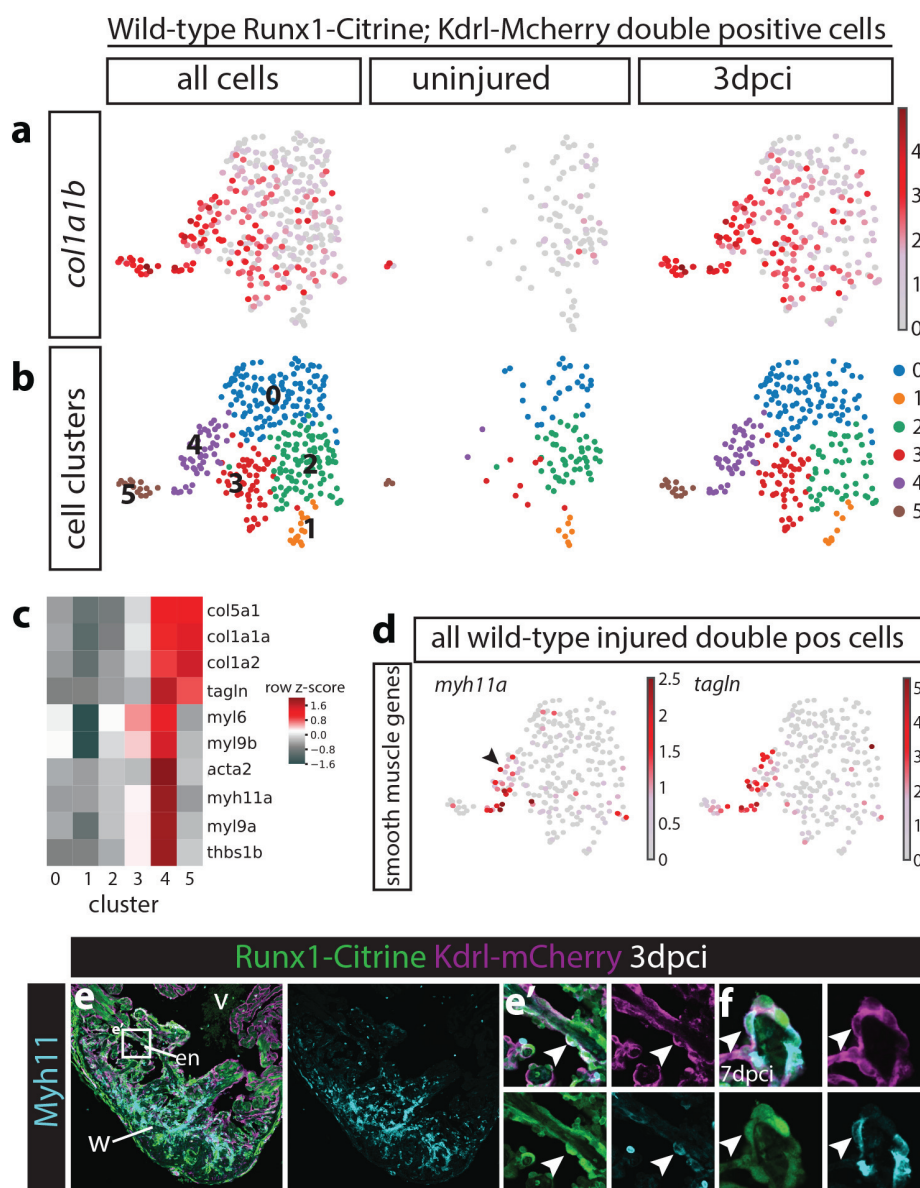 Wild-type Runx1-Citrine; Kdrl-Mcherry double positive cells
all cells uninjured 3dpci
a
col1a1b
4
3
2
1
0
b
cell clusters
0
4
2
3
5
1
0
1
2
3
4
5
c
col5a1
col1a1a
col1a2
tagln
myl6
myl9b
acta2
myh11a
myl9a
thbs1b
0 1 2 3 4 5
cluster
row z-score
1.6
0.8
0.0
−0.8
−1.6
d
all wild-type injured double pos cells
smooth muscle genes
myh11a
2.5
2
1.5
1
0.5
0
tagln
5
4
3
2
1
0
Runx1-Citrine Kdrl-mCherry 3dpci
Myh11
e
e'
v
en
w
e'
f
7dpci